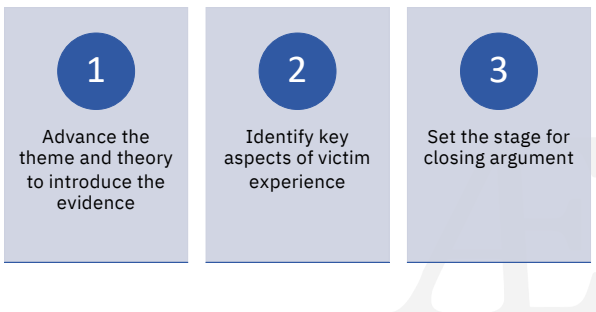 1
Advance the
theme and theory
to introduce the
evidence
2
Identify key
aspects of victim
experience
3
Set the stage for
closing argument
Æ